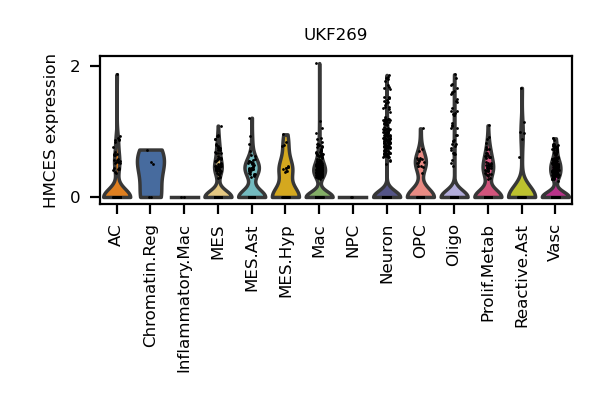 UKF269
HMCES expression
2
0
AC
Chromatin.Reg
Inflammatory.Mac
MES
MES.Ast
MES.Hyp
Mac
NPC
Neuron
OPC
Oligo
Prolif.Metab
Reactive.Ast
Vasc